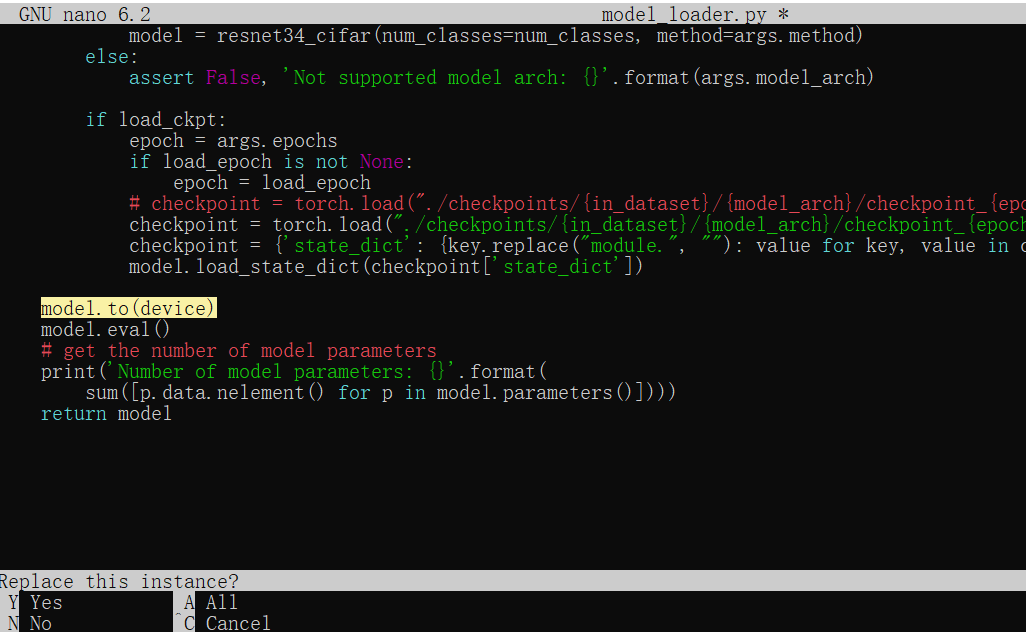 GNU nano 6.2 model_loader.py *
model = resnet34_cifar(num_classes=num_classes, method=args.method)
else:
assert False, 'Not supported model arch: {}'.format(args.model_arch)
if load_ckpt:
epoch = args.epochs
if load_epoch is not None:
epoch = load_epoch
# checkpoint = torch.load("./checkpoints/{in_dataset}/{model_arch}/checkpoint_{epo
checkpoint = torch.load("./checkpoints/{in_dataset}/{model_arch}/checkpoint_{epoch
checkpoint = {'state_dict': {key.replace("module.", ""): value for key, value in
model.load_state_dict(checkpoint['state_dict'])
model.to(device)
model.eval()
# get the number of model parameters
print('Number of model parameters: {}'.format(
sum([p.data.nelement() for p in model.parameters()])))
return model
Replace this instance?
Y Yes A All
N No ^C Cancel